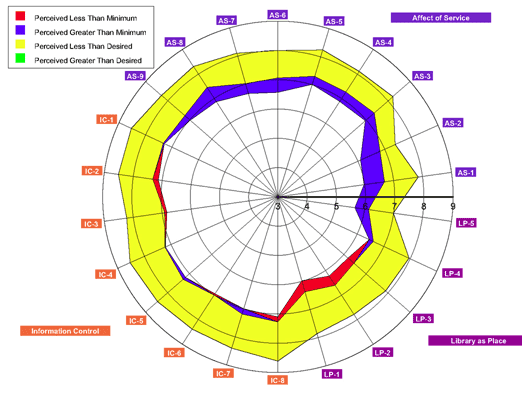 Perceived Less Than Minimum
Perceived Greater Than Minimum
Perceived Less Than Desired
Perceived Greater Than Desired
AS-6
AS-7
AS-5
Affect of Service
AS-8
AS-4
AS-9
AS-3
IC-1
AS-2
IC-2
AS-1
3 4 5 6 7 8 9
IC-3
LP-5
IC-4
LP-4
IC-5
LP-3
Information Control
Library as Place
IC-6
LP-2
IC-7
LP-1
IC-8